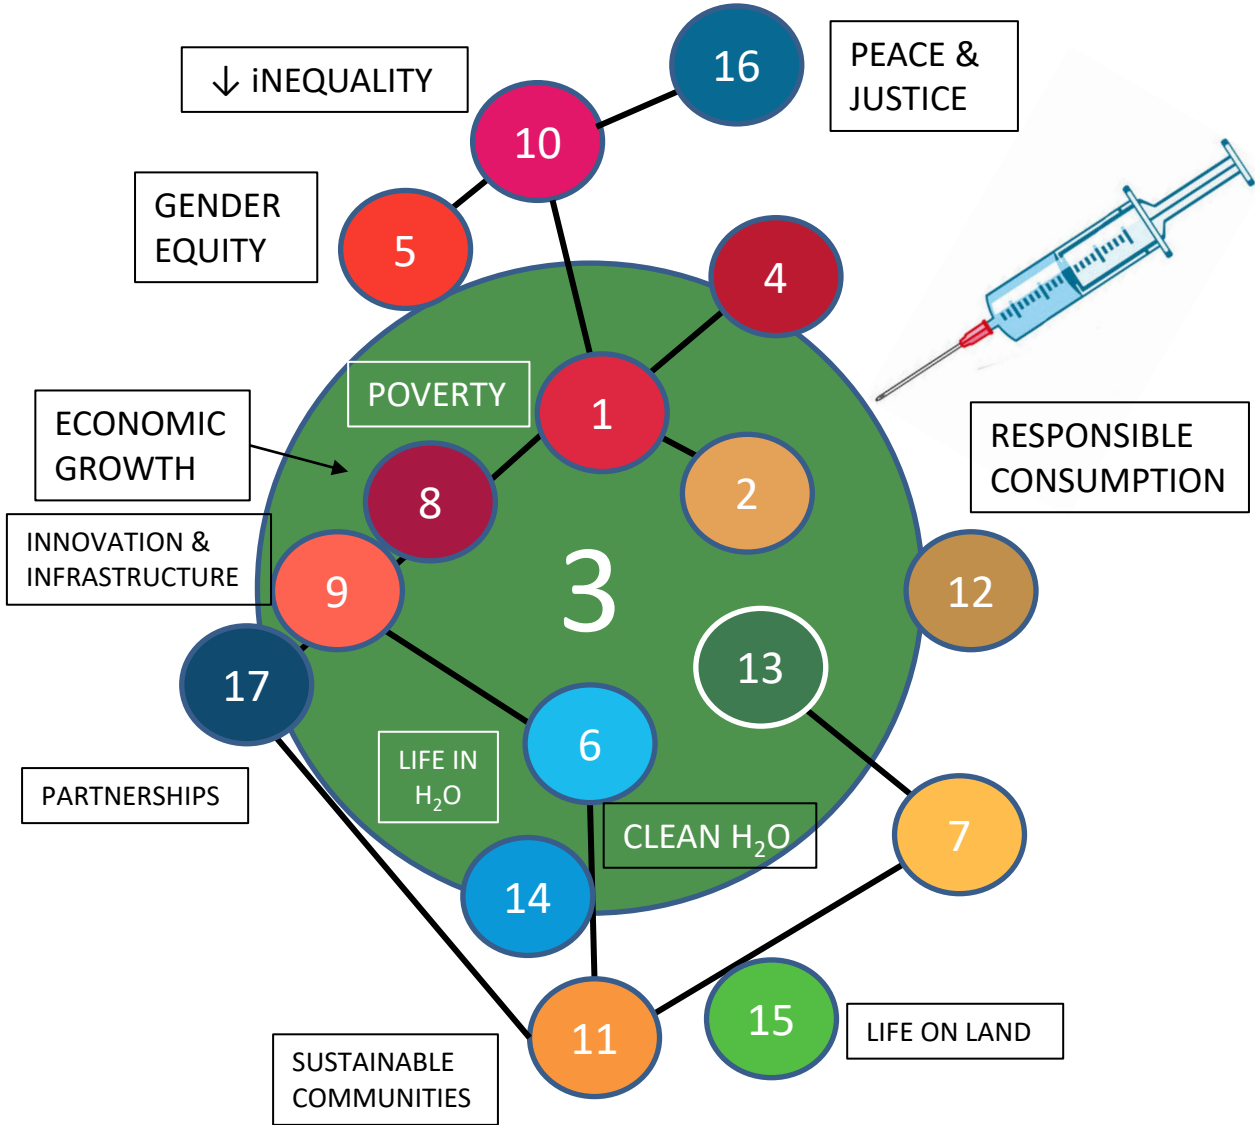 16
PEACE &
JUSTICE
↓ iNEQUALITY
10
GENDER
EQUITY
5
4
POVERTY
1
ECONOMIC
GROWTH
8
2
RESPONSIBLE
CONSUMPTION
INNOVATION &
INFRASTRUCTURE
9
3
12
17
13
6
LIFE IN
H₂O
PARTNERSHIPS
CLEAN H₂O
7
14
15
LIFE ON LAND
11
SUSTAINABLE
COMMUNITIES